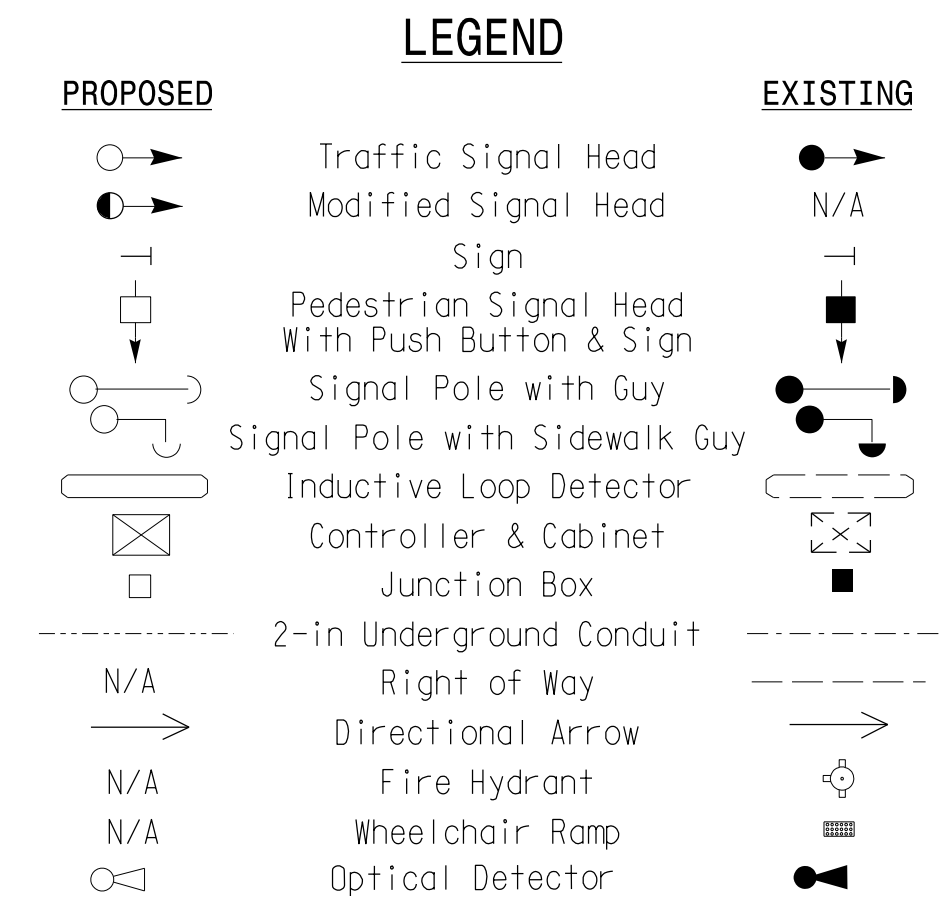 LEGEND
PROPOSED EXISTING
Traffic Signal Head
Modified Signal Head N/A
Sign
Pedestrian Signal Head
With Push Button & Sign
Signal Pole with Guy
Signal Pole with Sidewalk Guy
Inductive Loop Detector
Controller & Cabinet
Junction Box
2-in Underground Conduit
N/A Right of Way
Directional Arrow
N/A Fire Hydrant
N/A Wheelchair Ramp
Optical Detector